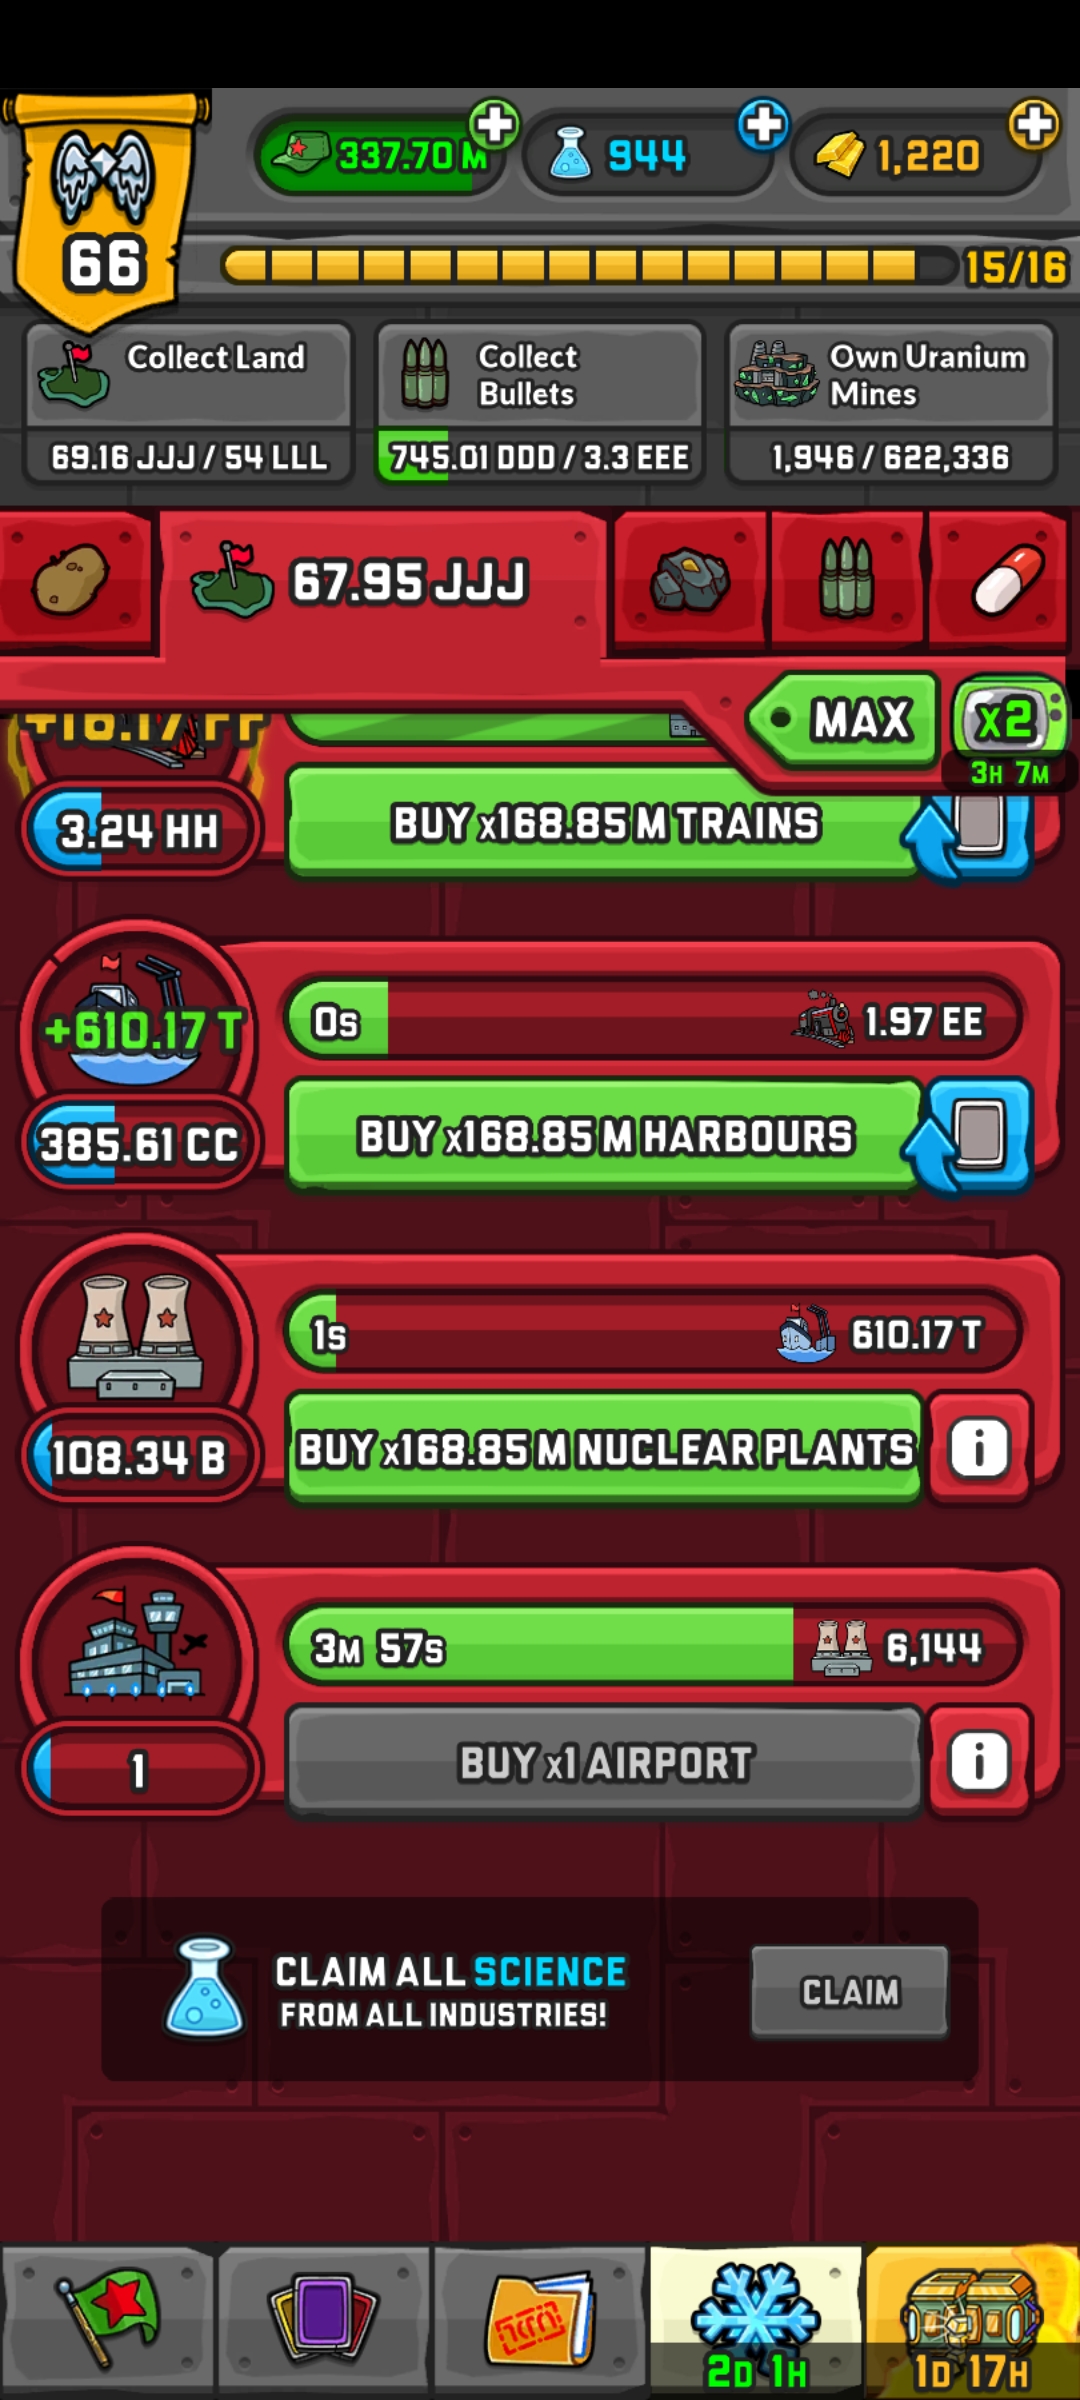 337.70 M
944
1,220
66
15/16
Collect Land
69.16 JJJ / 54 LLL
Collect
Bullets
745.01 DDD / 3.3 EEE
Own Uranium
Mines
1,946 / 622,336
67.95 JJJ
MAX
x2
3H 7M
+16.17 FF
3.24 HH
BUY x168.85 M TRAINS
+610.17 T
0s
1.97 EE
385.61 CC
BUY x168.85 M HARBOURS
1s
610.17 T
108.34 B
BUY x168.85 M NUCLEAR PLANTS
i
3M 57s
6,144
1
BUY x1 AIRPORT
i
CLAIM ALL SCIENCE
FROM ALL INDUSTRIES!
CLAIM
2D 1H
1D 17H